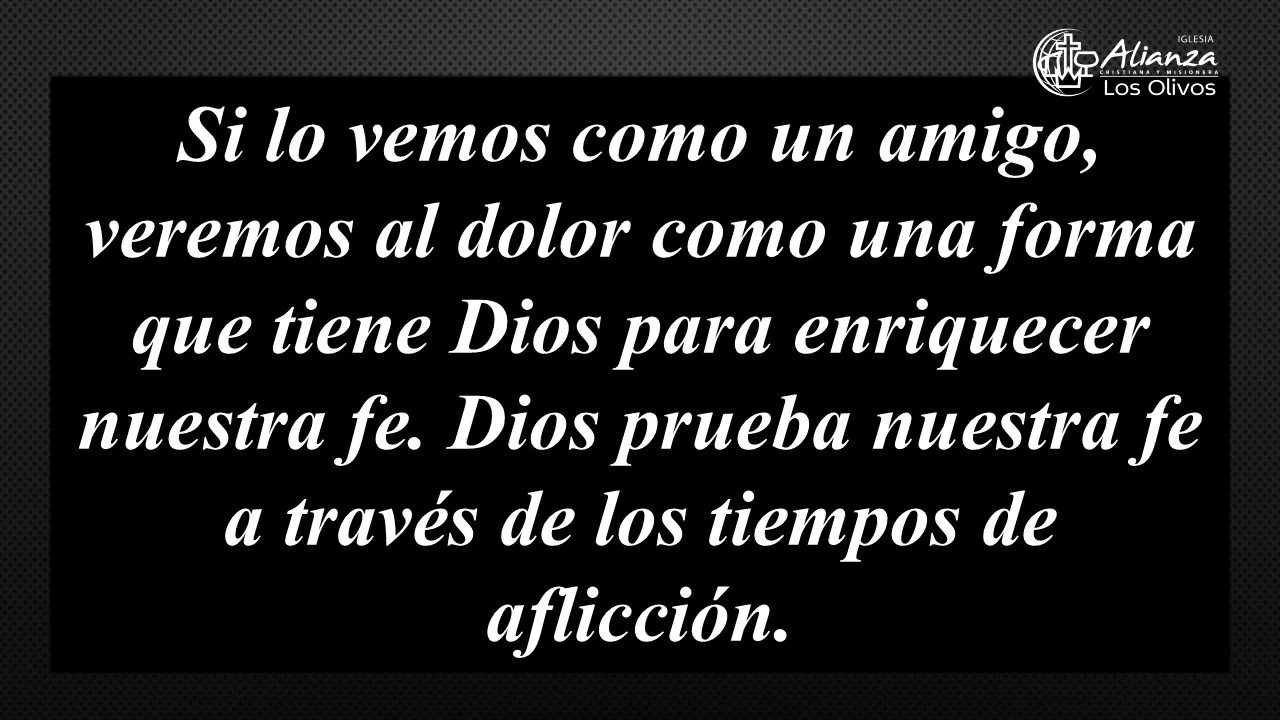 IGLESIA
Alianza
CRISTIANA Y MISIONERA
Los Olivos
Si lo vemos como un amigo,
veremos al dolor como una forma
que tiene Dios para enriquecer
nuestra fe. Dios prueba nuestra fe
a través de los tiempos de
aflicción.